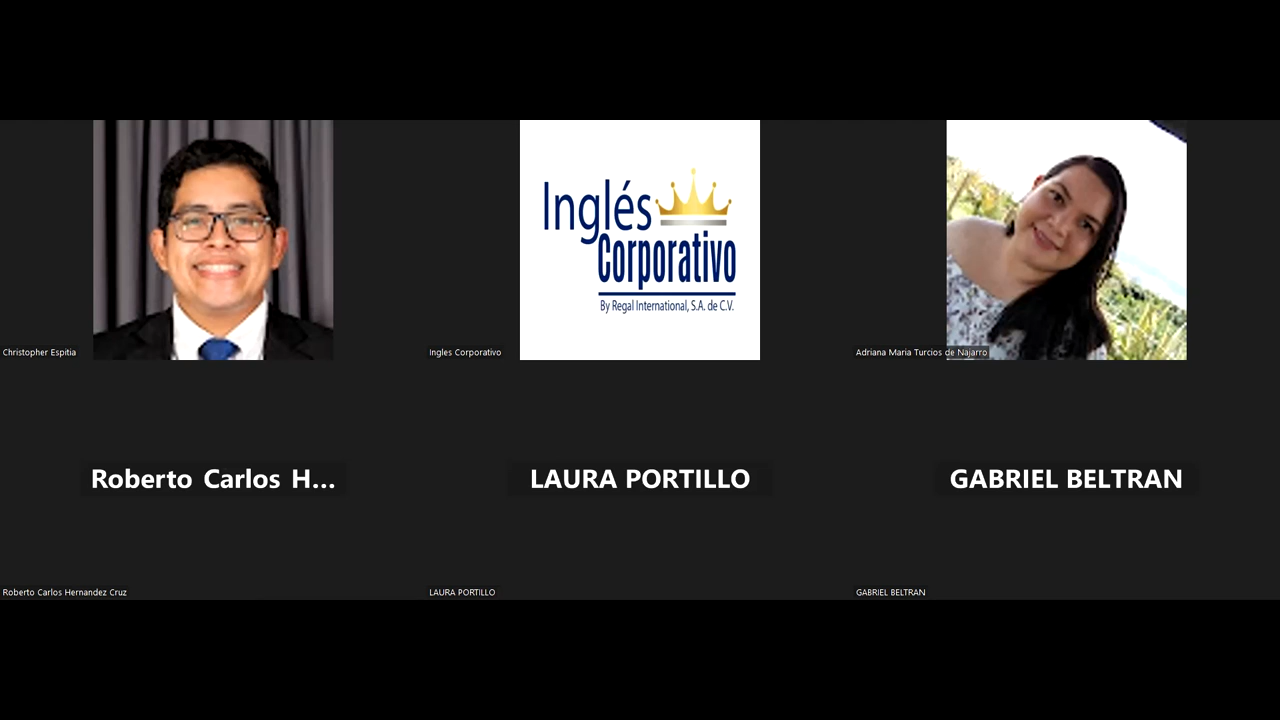 Inglés
Corporativo
By Regal International, S.A. de C.V.
Christopher Espitia
Ingles Corporativo
Adriana Maria Turcios de Najarro
Roberto Carlos H...
LAURA PORTILLO
GABRIEL BELTRAN
Roberto Carlos Hernandez Cruz
LAURA PORTILLO
GABRIEL BELTRAN